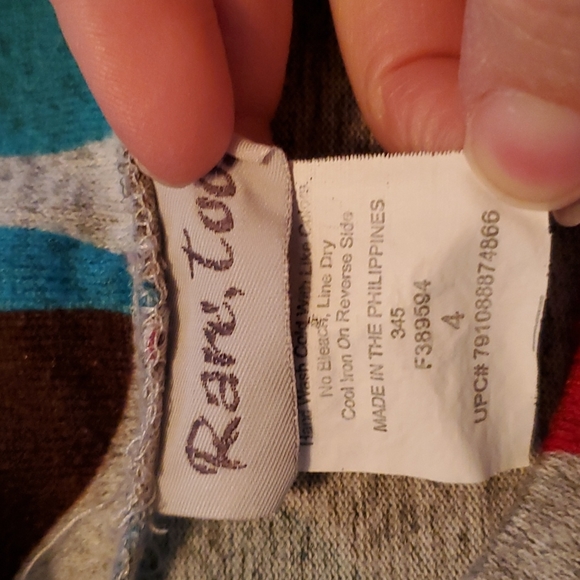 Rare, too!
Hand Wash Cold With Like Colors,
No Bleach, Line Dry
Cool Iron On Reverse Side
MADE IN THE PHILIPPINES
345
F389594
4
UPC# 791088874866